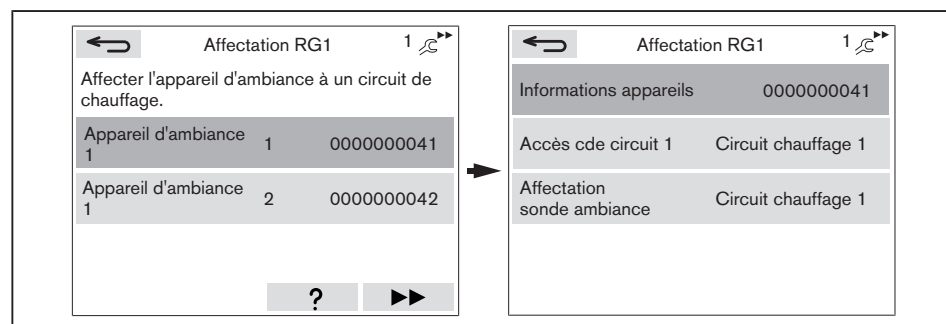 Affectation RG1 1
Affecter l'appareil d'ambiance à un circuit de
chauffage.
Appareil d'ambiance
1
1 0000000041
Appareil d'ambiance
1
2 0000000042
?
Affectation RG1 1
Informations appareils 0000000041
Accès cde circuit 1 Circuit chauffage 1
Affectation
sonde ambiance
Circuit chauffage 1